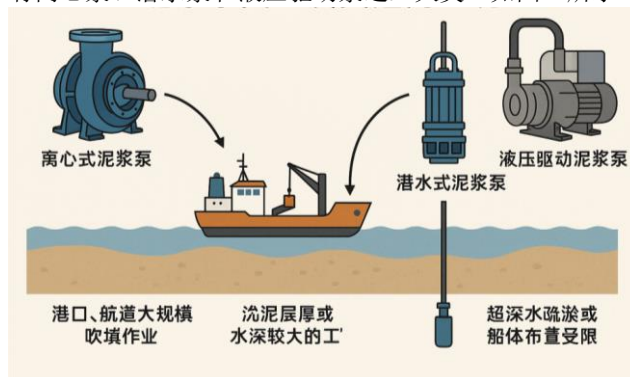 离心式泥浆泵
潜水式泥浆泵
液压驱动泥浆泵
港口、航道大规模
吹填作业
沈泥层厚或
水深较大的工
超深水疏淤或
船体布置受限